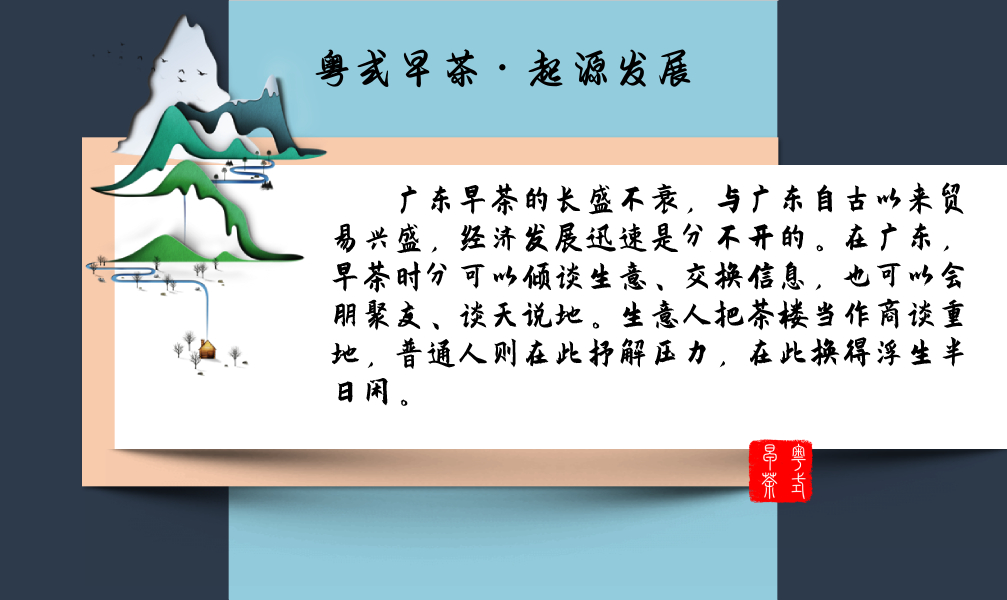 粤式早茶·起源发展
广东早茶的长盛不衰，与广东自古以来贸
易兴盛，经济发展迅速是分不开的。在广东，
早茶时分可以倾谈生意、交换信息，也可以会
朋聚友、谈天说地。生意人把茶楼当作商谈重
地，普通人则在此抒解压力，在此换得浮生半
日闲。
粤式
早茶